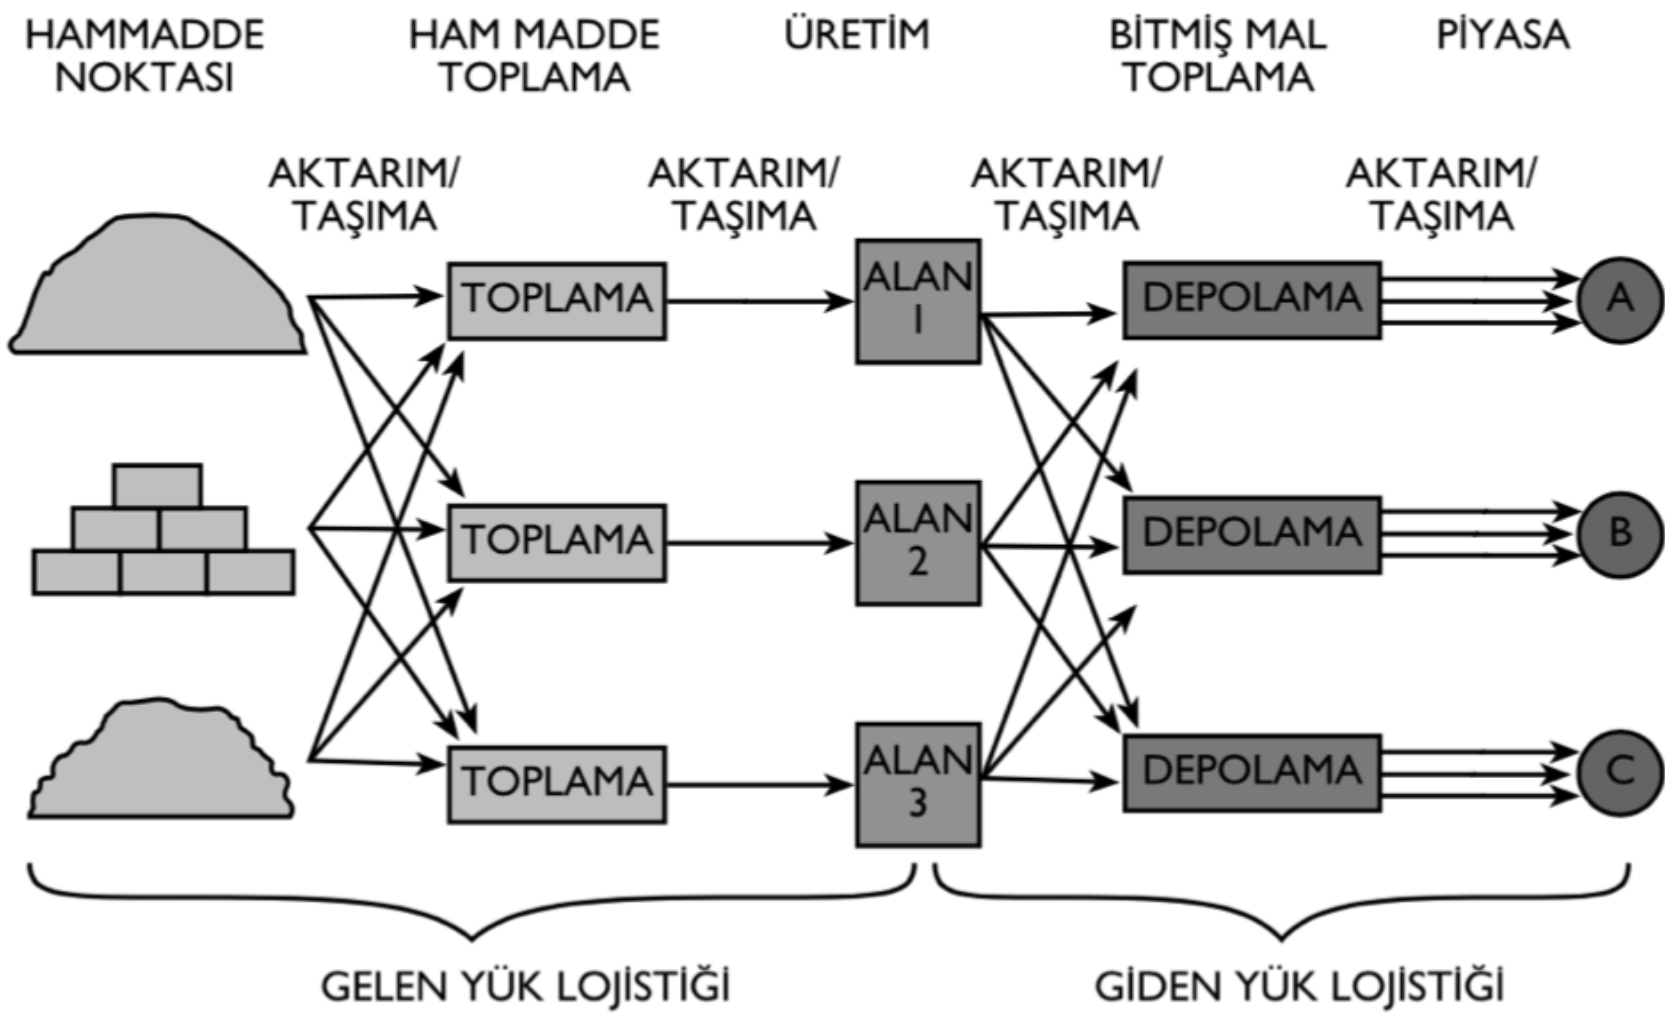 HAMMADDE
NOKTASI
HAM MADDE
TOPLAMA
ÜRETİM
BİTMİŞ MAL
TOPLAMA
PİYASA
AKTARIM/
TAŞIMA
AKTARIM/
TAŞIMA
AKTARIM/
TAŞIMA
AKTARIM/
TAŞIMA
TOPLAMA
ALAN
1
DEPOLAMA
A
TOPLAMA
ALAN
2
DEPOLAMA
B
TOPLAMA
ALAN
3
DEPOLAMA
C
GELEN YÜK LOJİSTİĞİ
GİDEN YÜK LOJİSTİĞİ